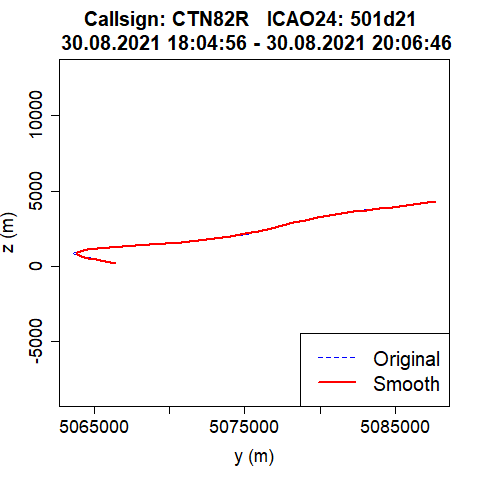 Callsign: CTN82R   ICAO24: 501d21
30.08.2021 18:04:56 - 30.08.2021 20:06:46
z (m)
10000
5000
0
-5000
Original
Smooth
5065000 5075000 5085000
y (m)